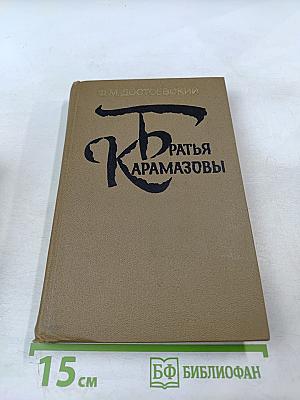 Ф.М.ДОСТОЕВСКИЙ
БРАТЬЯ
КАРАМАЗОВЫ
15 см
БФ БИБЛИОФАН